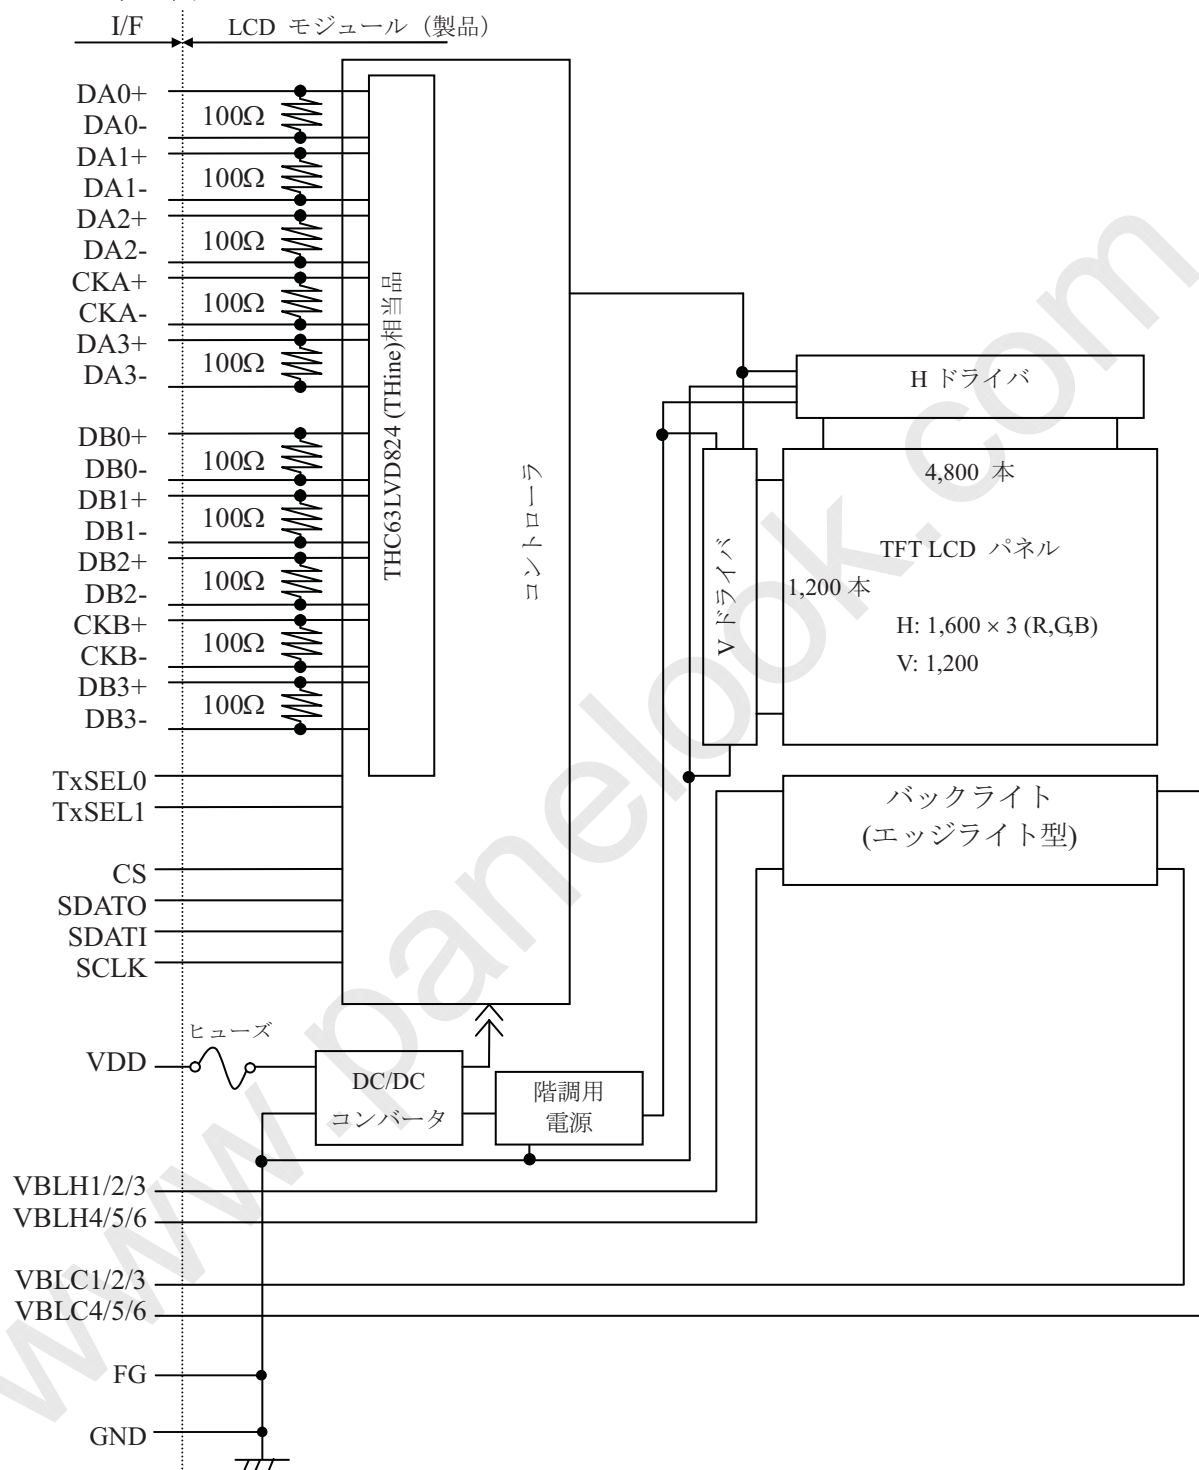 I/F
LCD モジュール (製品)
DA0+
100Ω
DA0-
DA1+
100Ω
DA1-
DA2+
100Ω
DA2-
CKA+
100Ω
CKA-
DA3+
100Ω
DA3-
DB0+
100Ω
DB0-
DB1+
100Ω
DB1-
DB2+
100Ω
DB2-
CKB+
100Ω
CKB-
DB3+
100Ω
DB3-
TxSEL0
TxSEL1
CS
SDATO
SDATI
SCLK
THC63LVD824 (THine)相当品
コントローラ
H ドライバ
V ドライバ
4,800 本
TFT LCD パネル
1,200 本
H: 1,600 × 3 (R,G,B)
V: 1,200
バックライト
(エッジライト型)
ヒューズ
VDD
DC/DC
コンバータ
階調用
電源
VBLH1/2/3
VBLH4/5/6
VBLC1/2/3
VBLC4/5/6
FG
GND
www.panelook.com